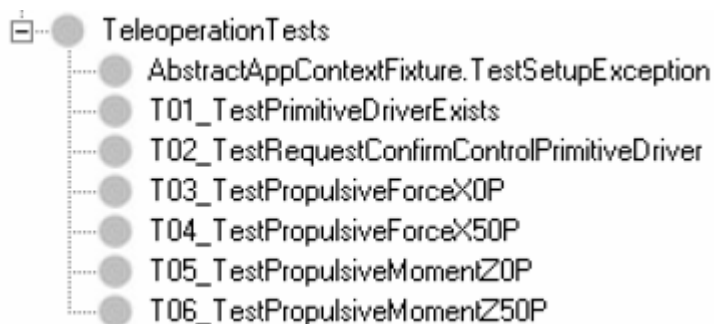 TeleoperationTests
AbstractAppContextFixture.TestSetupException
T01_TestPrimitiveDriverExists
T02_TestRequestConfirmControlPrimitiveDriver
T03_TestPropulsiveForceX0P
T04_TestPropulsiveForceX50P
T05_TestPropulsiveMomentZ0P
T06_TestPropulsiveMomentZ50P